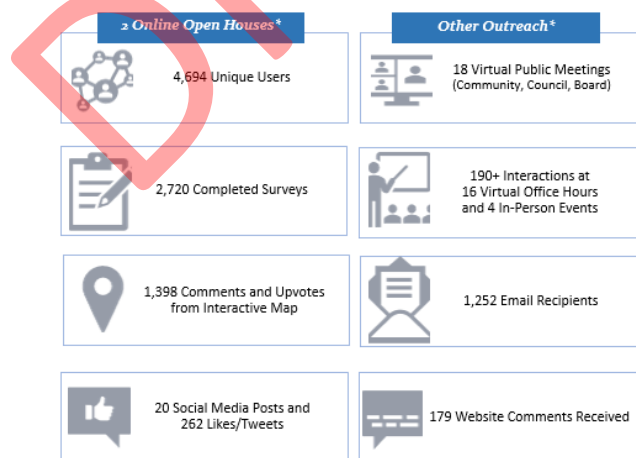 2 Online Open Houses*
4,694 Unique Users
2,720 Completed Surveys
1,398 Comments and Upvotes
from Interactive Map
20 Social Media Posts and
262 Likes/Tweets
Other Outreach*
18 Virtual Public Meetings
(Community, Council, Board)
190+ Interactions at
16 Virtual Office Hours
and 4 In-Person Events
1,252 Email Recipients
179 Website Comments Received